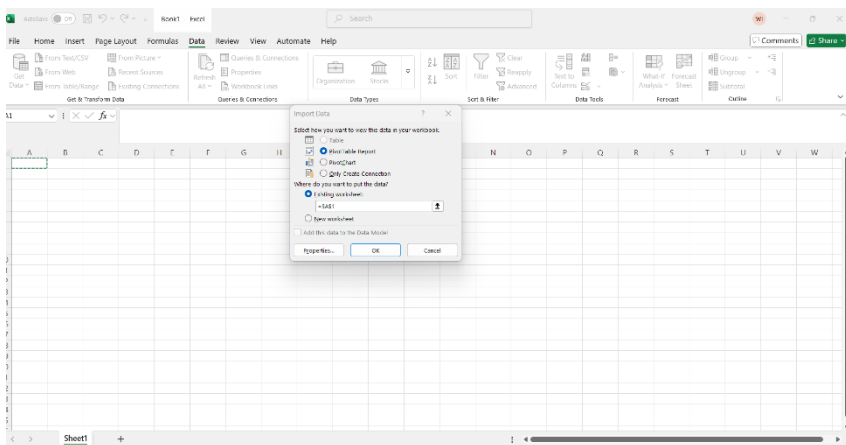 AutoSave Off Book1 Excel Search WI
File Home Insert Page Layout Formulas Data Review View Automate Help Comments Share
From Text/CSV From Picture Queries & Connections Clear Group
Get Data From Web Recent Sources Refresh All Properties Organization Stocks Sort Filter Reapply Text to Columns What-If Analysis Forecast Sheet Ungroup
From Table/Range Existing Connections Workbook Links Advanced Subtotal
Get & Transform Data Queries & Connections Data Types Sort & Filter Data Tools Forecast Outline
A1 fx
Import Data ? ×
Select how you want to view this data in your workbook.
Table
PivotTable Report
PivotChart
Only Create Connection
Where do you want to put the data?
Existing worksheet:
=$A$1
New worksheet
Add this data to the Data Model
Properties... OK Cancel
A B C D E F G H N O P Q R S T U V W
Sheet1 +